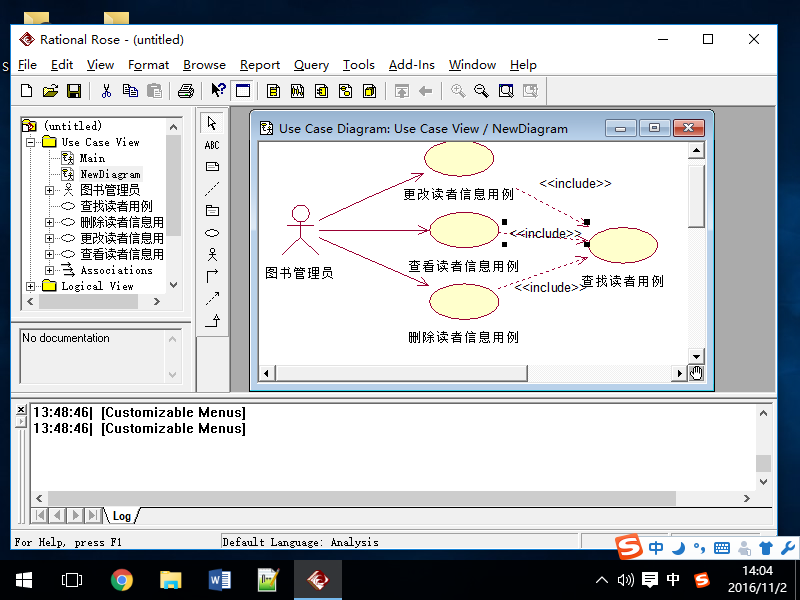 S
Rational Rose - (untitled)
File Edit View Format Browse Report Query Tools Add-Ins Window Help
(untitled)
Use Case View
Main
NewDiagram
图书管理员
查找读者用例
删除读者信息用
更改读者信息用
查看读者信息用
Associations
Logical View
No documentation
ABC
Use Case Diagram: Use Case View / NewDiagram
更改读者信息用例
<<include>>
<<include>>
图书管理员
查看读者信息用例
查找读者用例
<<include>>
删除读者信息用例
13:48:46| [Customizable Menus]
13:48:46| [Customizable Menus]
Log
For Help, press F1
Default Language: Analysis
中
中
14:04
2016/11/2